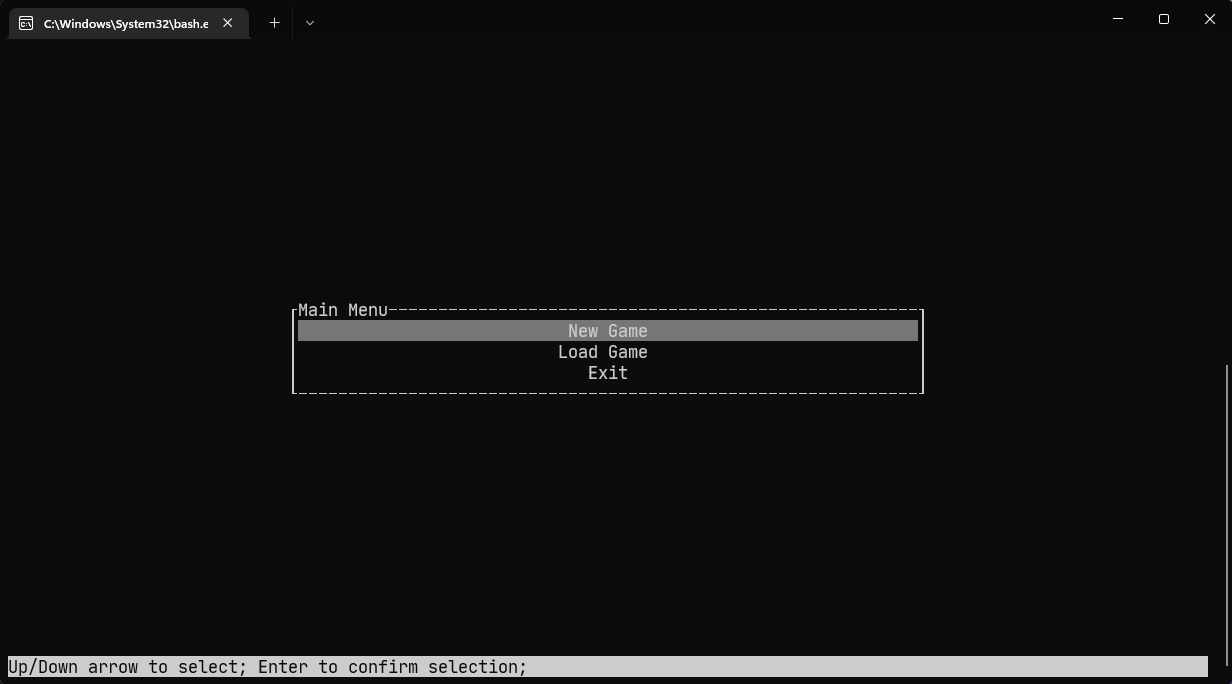 C:\Windows\System32\bash.e
Main Menu
New Game
Load Game
Exit
Up/Down arrow to select; Enter to confirm selection;